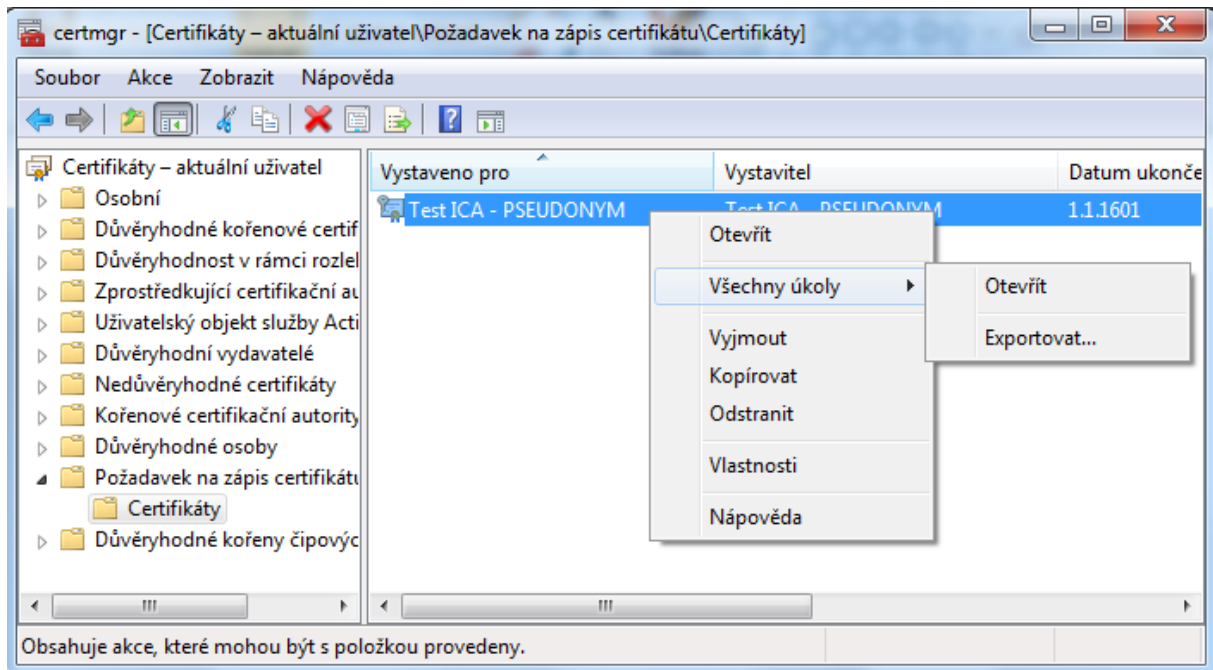 certmgr - [Certifikáty – aktuální uživatel\Požadavek na zápis certifikátu\Certifikáty]
Soubor Akce Zobrazit Nápověda
Certifikáty – aktuální uživatel
Osobní
Důvěryhodné kořenové certif
Důvěryhodnost v rámci rozlel
Zprostředkující certifikační au
Uživatelský objekt služby Acti
Důvěryhodní vydavatelé
Nedůvěryhodné certifikáty
Kořenové certifikační autority
Důvěryhodné osoby
Požadavek na zápis certifikátu
Certifikáty
Důvěryhodné kořeny čipovýc
Vystaveno pro Vystavitel Datum ukonče
Test ICA - PSEUDONYM Test ICA - PSEUDONYM 1.1.1601
Otevřít
Všechny úkoly
Vyjmout
Kopírovat
Odstranit
Vlastnosti
Nápověda
Otevřít
Exportovat...
Obsahuje akce, které mohou být s položkou provedeny.